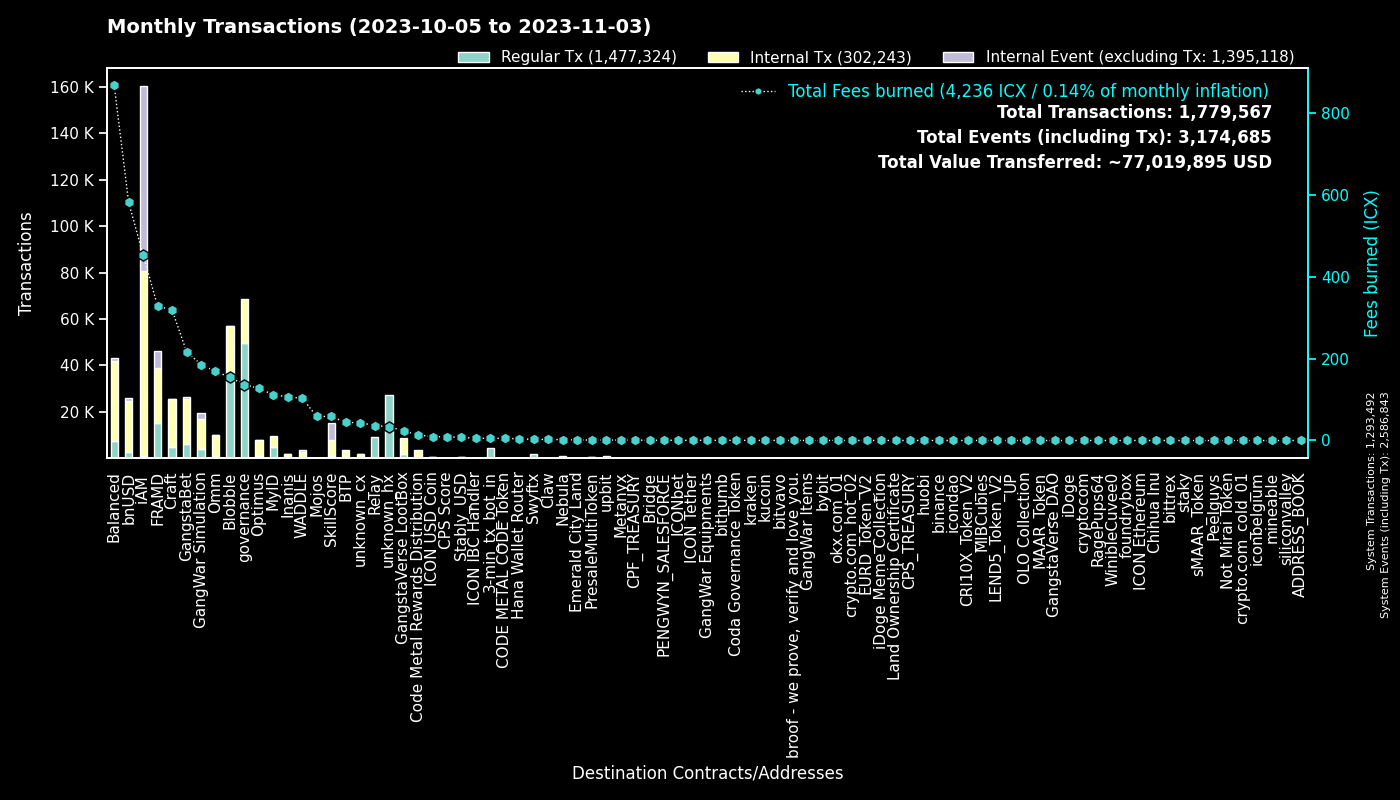 Monthly Transactions (2023-10-05 to 2023-11-03)
Regular Tx (1,477,324)
Internal Tx (302,243)
Internal Event (excluding Tx: 1,395,118)
Total Fees burned (4,236 ICX / 0.14% of monthly inflation)
Total Transactions: 1,779,567
Total Events (including Tx): 3,174,685
Total Value Transferred: ~77,019,895 USD
Transactions
160 K
140 K
120 K
100 K
80 K
60 K
40 K
20 K
800
600
400
200
0
Fees burned (ICX)
System Transactions: 1,293,492
System Events (including Tx): 2,586,843
Balanced
bnUSD
IAM
FRAMD
Craft
GangstaBet
GangWar Simulation
Omm
Blobble
governance
Optimus
MyID
Inanis
WADDLE
Mojos
SkillScore
BTP
unknown_cx
Relay
unknown_hx
GangstaVerse LootBox
Code Metal Rewards Distribution
ICON USD Coin
CPS Score
Stably_USD
ICON IBC Handler
3-min_tx_bot_in
CODE METAL_CODE Token
Hana Wallet Router
Swyftx
Claw
Nebula
Emerald City Land
PresaleMultiToken
upbit
Metanyx
CPF_TREASURY
Bridge
PENGWYN_SALESFORCE
ICONbet
ICON Tether
GangWar Equipments
bithumb
Coda Governance Token
kraken
kucoin
bitvavo
broof - we prove, verify and love you.
GangWar Items
bybit
okx.com_01
crypto.com_hot_02
EURD_Token_V2
iDoge Meme Collection
Land Ownership Certificate
CPS_TREASURY
huobi
binance
iconosdao
CRI10X_Token_V2
MIBCubies
LEND5_Token_V2
_UP
OLO Collection
MAAR_Token
GangstaVerse DAO
iDoge
cryptocom
RagePups64
WinbleCuvee0
foundrybox
ICON Ethereum
Chihua Inu
bittrex
staky
sMAAR_Token
Peelguys
Not Mirai Token
crypto.com_cold_01
iconbelgium
mineable
siliconvalley
ADDRESS_BOOK
Destination Contracts/Addresses